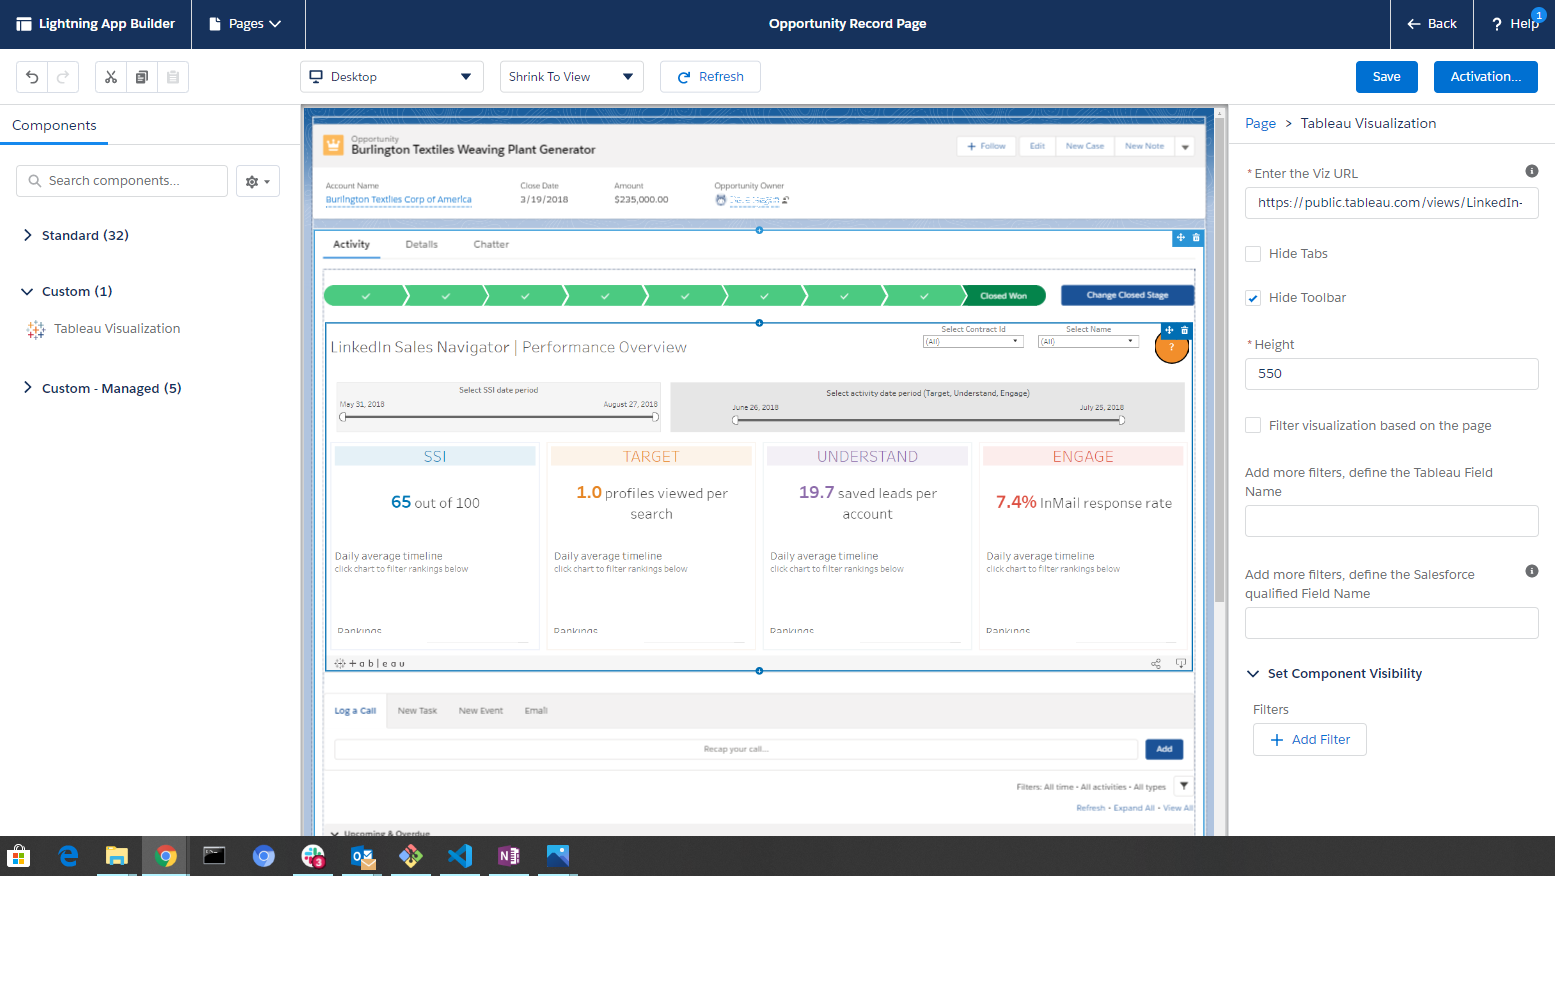 Lightning App Builder
Pages
Opportunity Record Page
Back
? Help
1
Desktop
Shrink To View
Refresh
Save
Activation...
Components
Search components...
Standard (32)
Custom (1)
Tableau Visualization
Custom - Managed (5)
Opportunity
Burlington Textiles Weaving Plant Generator
+ Follow
Edit
New Case
New Note
Account Name
Burlington Textiles Corp of America
Close Date
3/19/2018
Amount
$235,000.00
Opportunity Owner
Activity
Details
Chatter
Closed Won
Change Closed Stage
LinkedIn Sales Navigator | Performance Overview
Select Contract Id
(All)
Select Name
(All)
?
Select SSI date period
May 31, 2018
August 27, 2018
Select activity date period (Target, Understand, Engage)
June 26, 2018
July 25, 2018
SSI
65 out of 100
Daily average timeline
click chart to filter rankings below
Rankings
TARGET
1.0 profiles viewed per
search
Daily average timeline
click chart to filter rankings below
Rankings
UNDERSTAND
19.7 saved leads per
account
Daily average timeline
click chart to filter rankings below
Rankings
ENGAGE
7.4% InMail response rate
Daily average timeline
click chart to filter rankings below
Rankings
+ableau
Log a Call
New Task
New Event
Email
Recap your call...
Add
Filters: All time • All activities • All types
Refresh • Expand All • View All
Upcoming & Overdue
Page > Tableau Visualization
* Enter the Viz URL
https://public.tableau.com/views/LinkedIn-
Hide Tabs
Hide Toolbar
* Height
550
Filter visualization based on the page
Add more filters, define the Tableau Field
Name
Add more filters, define the Salesforce
qualified Field Name
Set Component Visibility
Filters
+ Add Filter
3